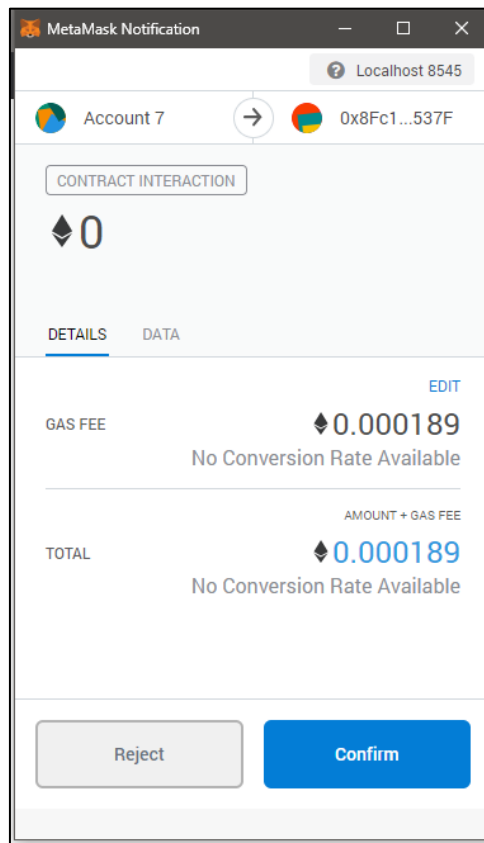 MetaMask Notification
Localhost 8545
Account 7
0x8Fc1...537F
CONTRACT INTERACTION
0
DETAILS DATA
EDIT
GAS FEE 0.000189
No Conversion Rate Available
AMOUNT + GAS FEE
TOTAL 0.000189
No Conversion Rate Available
Reject Confirm